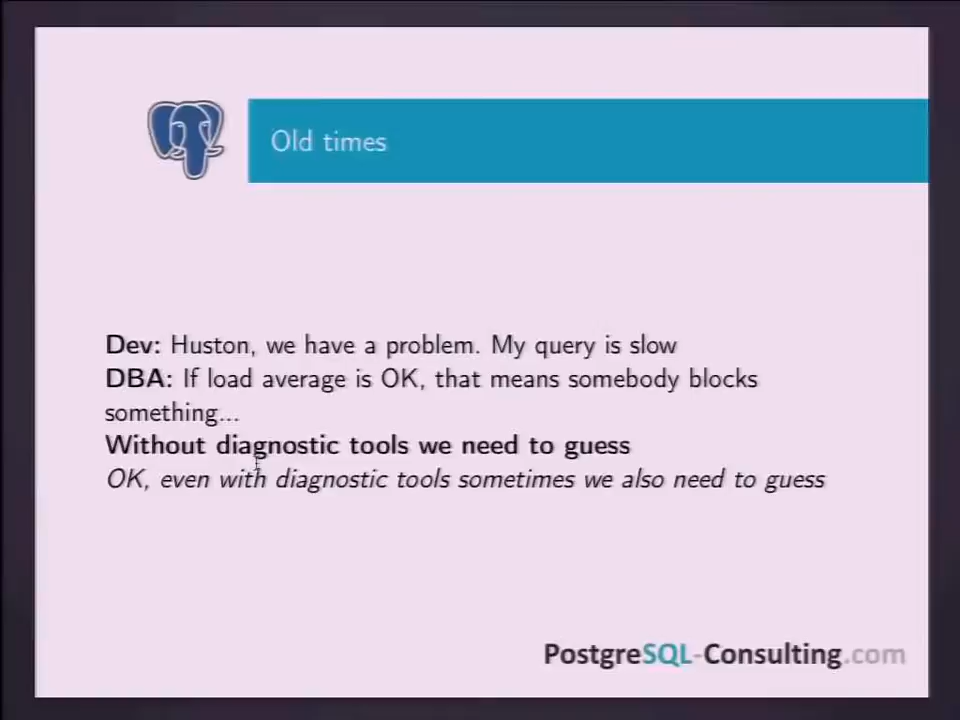 Old times
Dev: Huston, we have a problem. My query is slow
DBA: If load average is OK, that means somebody blocks
something...
Without diagnostic tools we need to guess
OK, even with diagnostic tools sometimes we also need to guess
PostgreSQL-Consulting.com